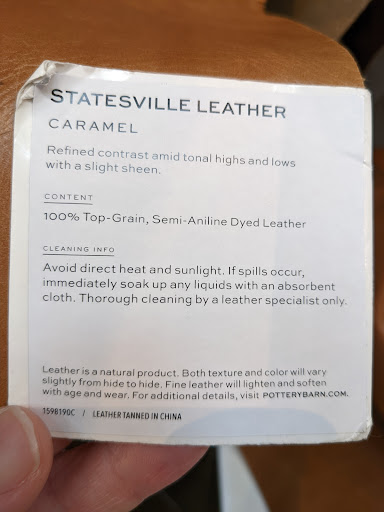 STATESVILLE LEATHER
CARAMEL
Refined contrast amid tonal highs and lows
with a slight sheen.
CONTENT
100% Top-Grain, Semi-Aniline Dyed Leather
CLEANING INFO
Avoid direct heat and sunlight. If spills occur,
immediately soak up any liquids with an absorbent
cloth. Thorough cleaning by a leather specialist only.
Leather is a natural product. Both texture and color will vary
slightly from hide to hide. Fine leather will lighten and soften
with age and wear. For additional details, visit POTTERYBARN.COM.
1598190C / LEATHER TANNED IN CHINA